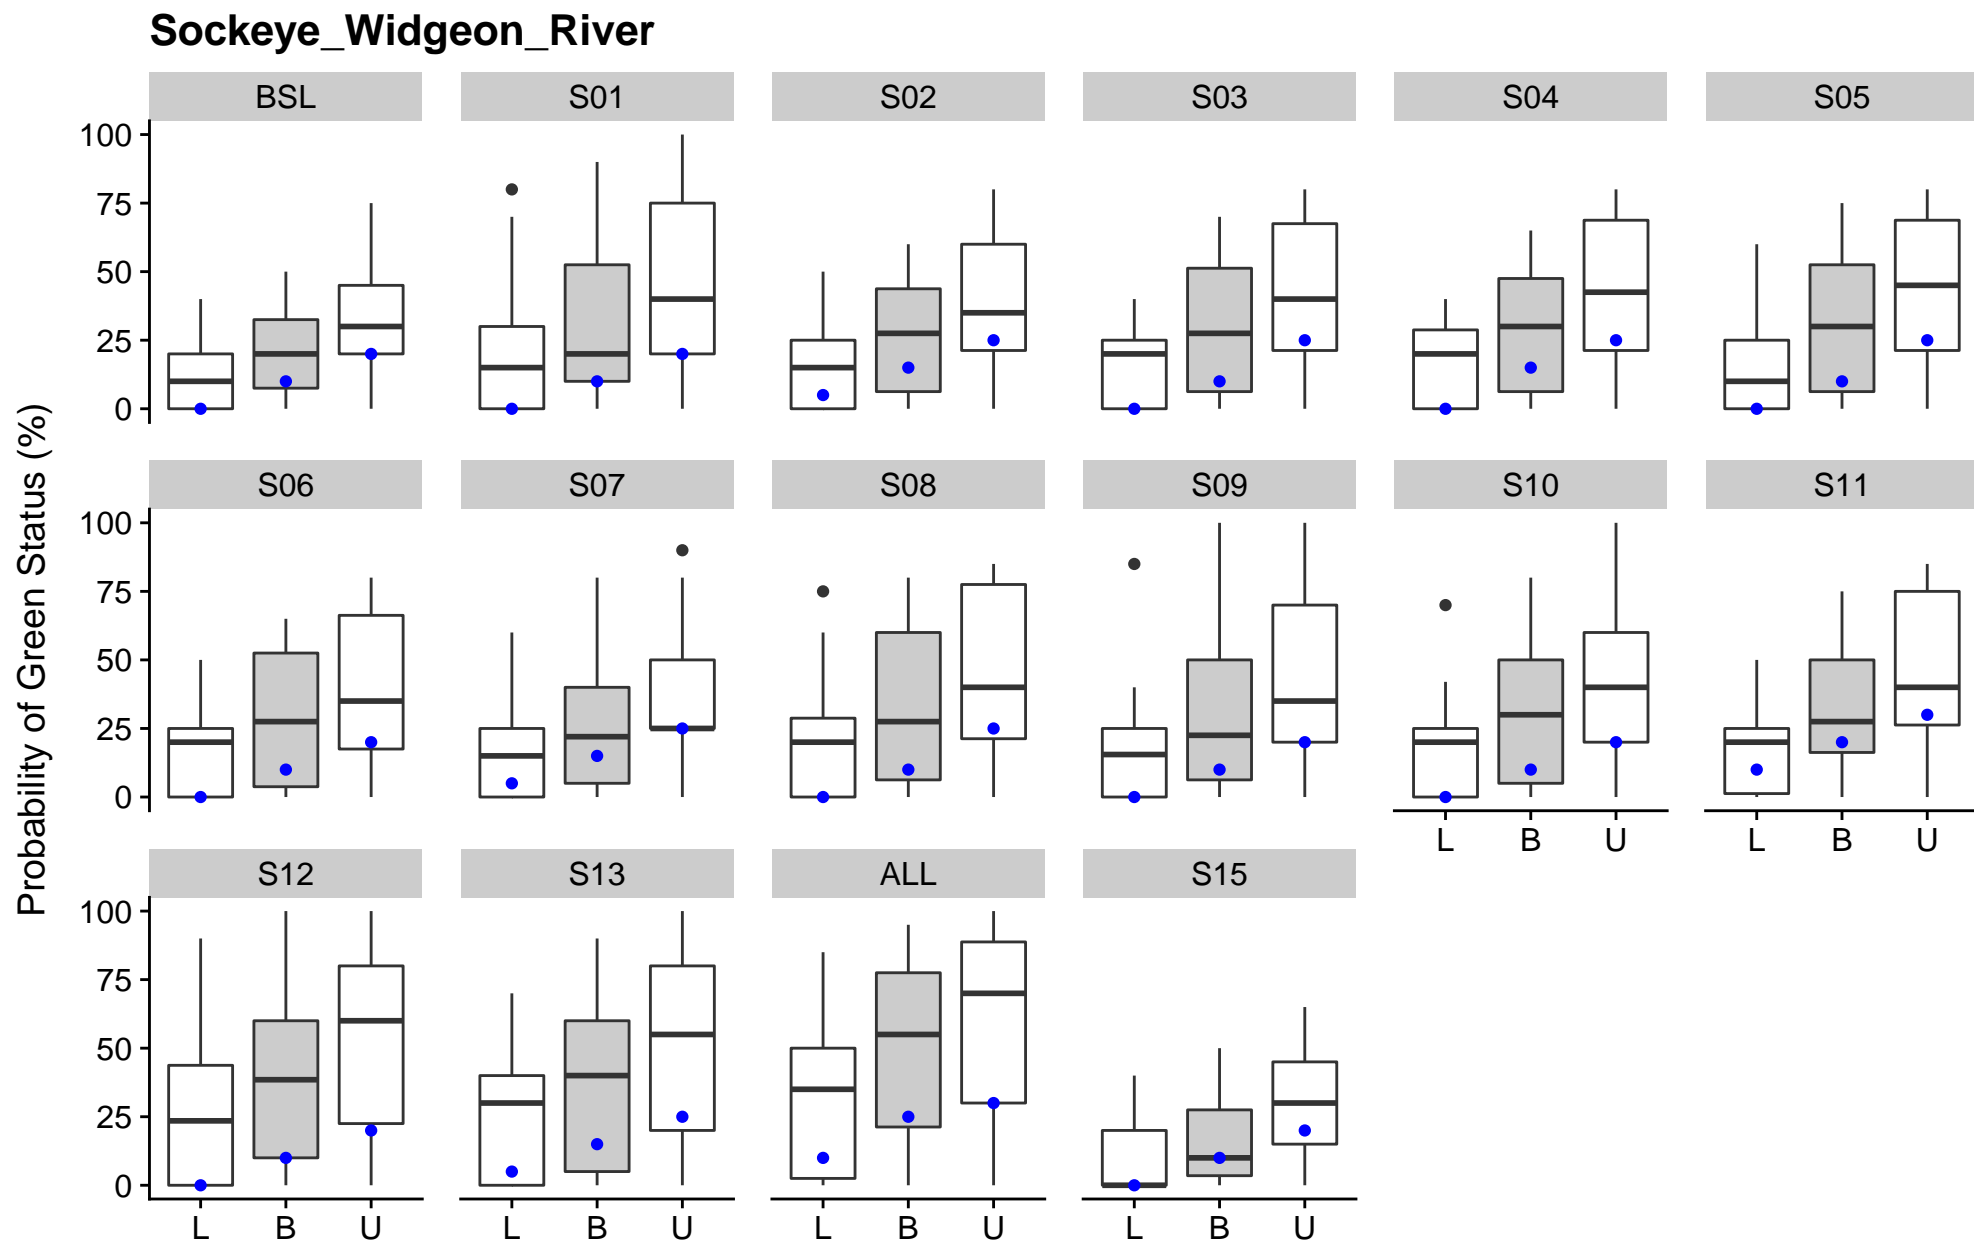 Sockeye_Widgeon_River
BSL S01 S02 S03 S04 S05
100
75
50
25
0
S06 S07 S08 S09 S10 S11
100
75
50
25
0
L B U L B U
S12 S13 ALL S15
100
75
50
25
0
L B U L B U L B U L B U
Probability of Green Status (%)